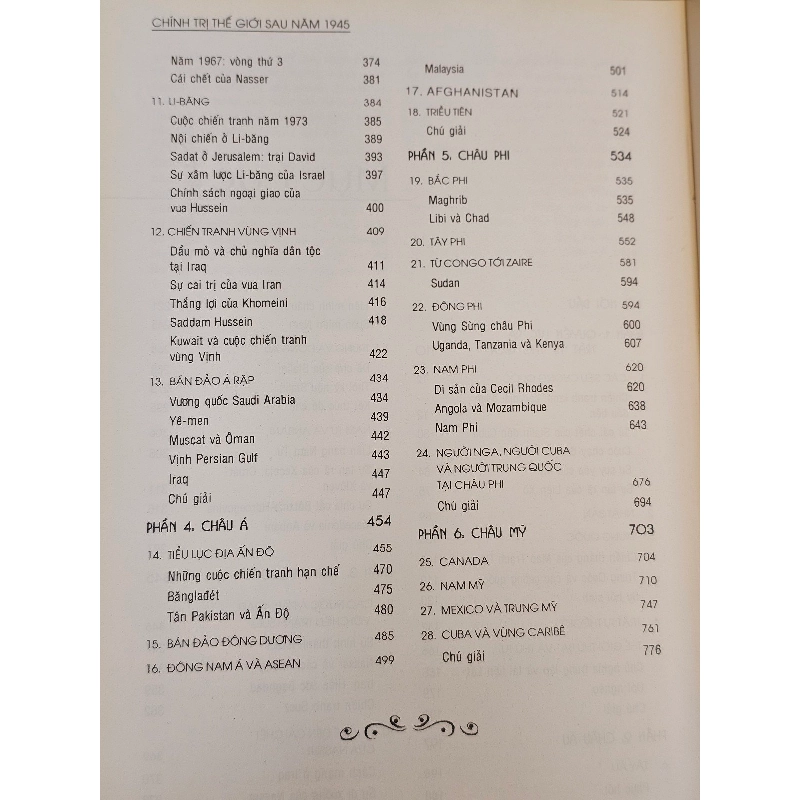 CHÍNH TRỊ THẾ GIỚI SAU NĂM 1945
Năm 1967: vòng thứ 3 374
Cái chết của Nasser 381
11. LI-BĂNG 384
Cuộc chiến tranh năm 1973 385
Nội chiến ở Li-băng 389
Sadat ở Jerusalem: trại David 393
Sự xâm lược Li-băng của Israel 397
Chính sách ngoại giao của
vua Hussein 400
12. CHIẾN TRANH VÙNG VỊNH 409
Dầu mỏ và chủ nghĩa dân tộc
tại Iraq 411
Sự cai trị của vua Iran 414
Thắng lợi của Khomeini 416
Saddam Hussein 418
Kuwait và cuộc chiến tranh
vùng Vịnh 422
13. BÁN ĐẢO Ả RẬP 434
Vương quốc Saudi Arabia 434
Yê-men 439
Muscat và Ôman 442
Vịnh Persian Gulf 443
Iraq 447
Chú giải 447
PHẦN 4. CHÂU Á 454
14. TIỂU LỤC ĐỊA ẤN ĐỘ 455
Những cuộc chiến tranh hạn chế 470
Băngladét 475
Tân Pakistan và Ấn Độ 480
15. BÁN ĐẢO ĐÔNG DƯƠNG 485
16. ĐÔNG NAM Á VÀ ASEAN 499
Malaysia 501
17. AFGHANISTAN 514
18. TRIỀU TIÊN 521
Chú giải 524
PHẦN 5. CHÂU PHI 534
19. BẮC PHI 535
Maghrib 535
Libi và Chad 548
20. TÂY PHI 552
21. TỪ CONGO TỚI ZAIRE 581
Sudan 594
22. ĐÔNG PHI 594
Vùng Sừng châu Phi 600
Uganda, Tanzania và Kenya 607
23. NAM PHI 620
Di sản của Cecil Rhodes 620
Angola và Mozambique 638
Nam Phi 643
24. NGƯỜI NGA, NGƯỜI CUBA
VÀ NGƯỜI TRUNG QUỐC
TẠI CHÂU PHI 676
Chú giải 694
PHẦN 6. CHÂU MỸ 703
25. CANADA 704
26. NAM MỸ 710
27. MEXICO VÀ TRUNG MỸ 747
28. CUBA VÀ VÙNG CARIBÊ 761
Chú giải 776